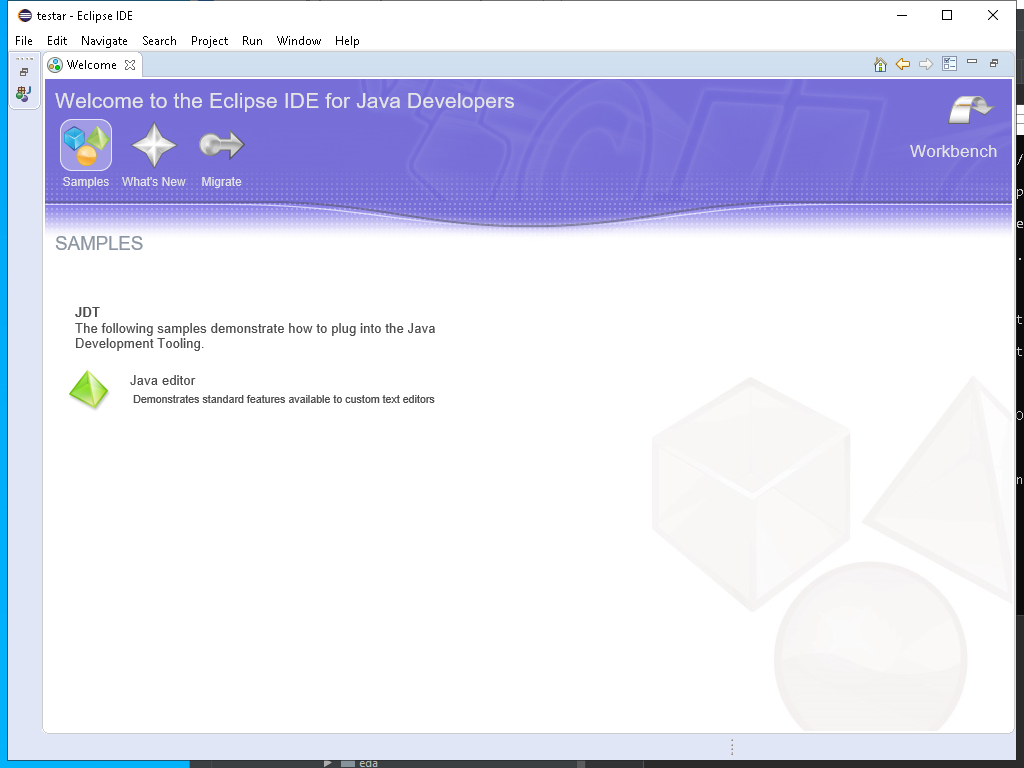 testar - Eclipse IDE
File Edit Navigate Search Project Run Window Help
Welcome
Welcome to the Eclipse IDE for Java Developers
Workbench
Samples What's New Migrate
SAMPLES
JDT
The following samples demonstrate how to plug into the Java
Development Tooling.
Java editor
Demonstrates standard features available to custom text editors
eda